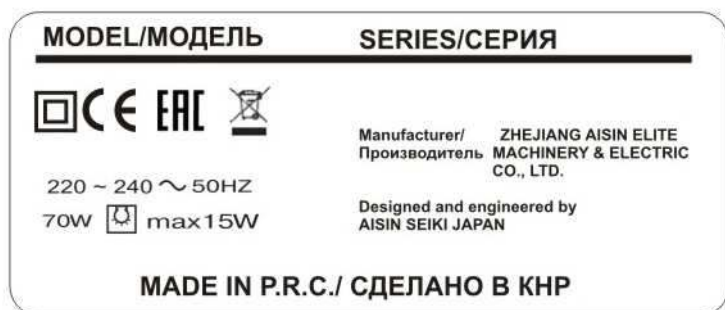 MODEL/МОДЕЛЬ SERIES/СЕРИЯ
CE EAC
Manufacturer/ ZHEJIANG AISIN ELITE
Производитель MACHINERY & ELECTRIC
CO., LTD.
220 ~ 240 ～ 50HZ
70W max15W
Designed and engineered by
AISIN SEIKI JAPAN
MADE IN P.R.C./ СДЕЛАНО В КНР